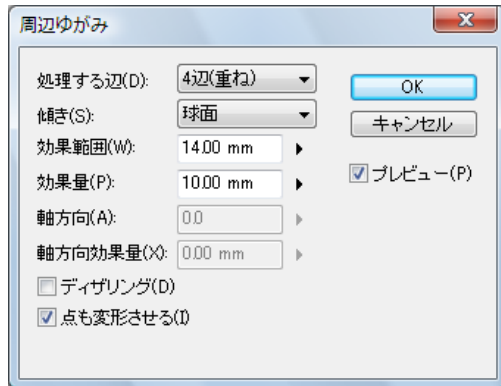 周辺ゆがみ
処理する辺(D): 4辺(重ね)
傾き(S): 球面
効果範囲(W): 14.00 mm
効果量(P): 10.00 mm
軸方向(A): 0.0
軸方向効果量(X): 0.00 mm
ディザリング(D)
点も変形させる(I)
OK
キャンセル
プレビュー(P)